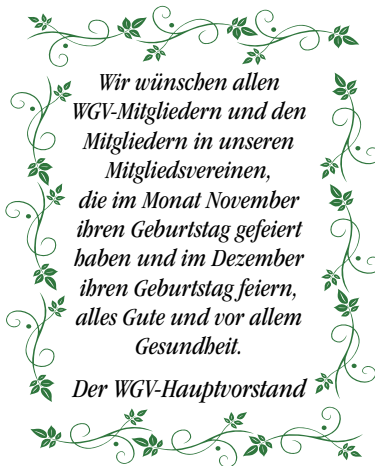 Wir wünschen allen
WGV-Mitgliedern und den
Mitgliedern in unseren
Mitgliedsvereinen,
die im Monat November
ihren Geburtstag gefeiert
haben und im Dezember
ihren Geburtstag feiern,
alles Gute und vor allem
Gesundheit.
Der WGV-Hauptvorstand